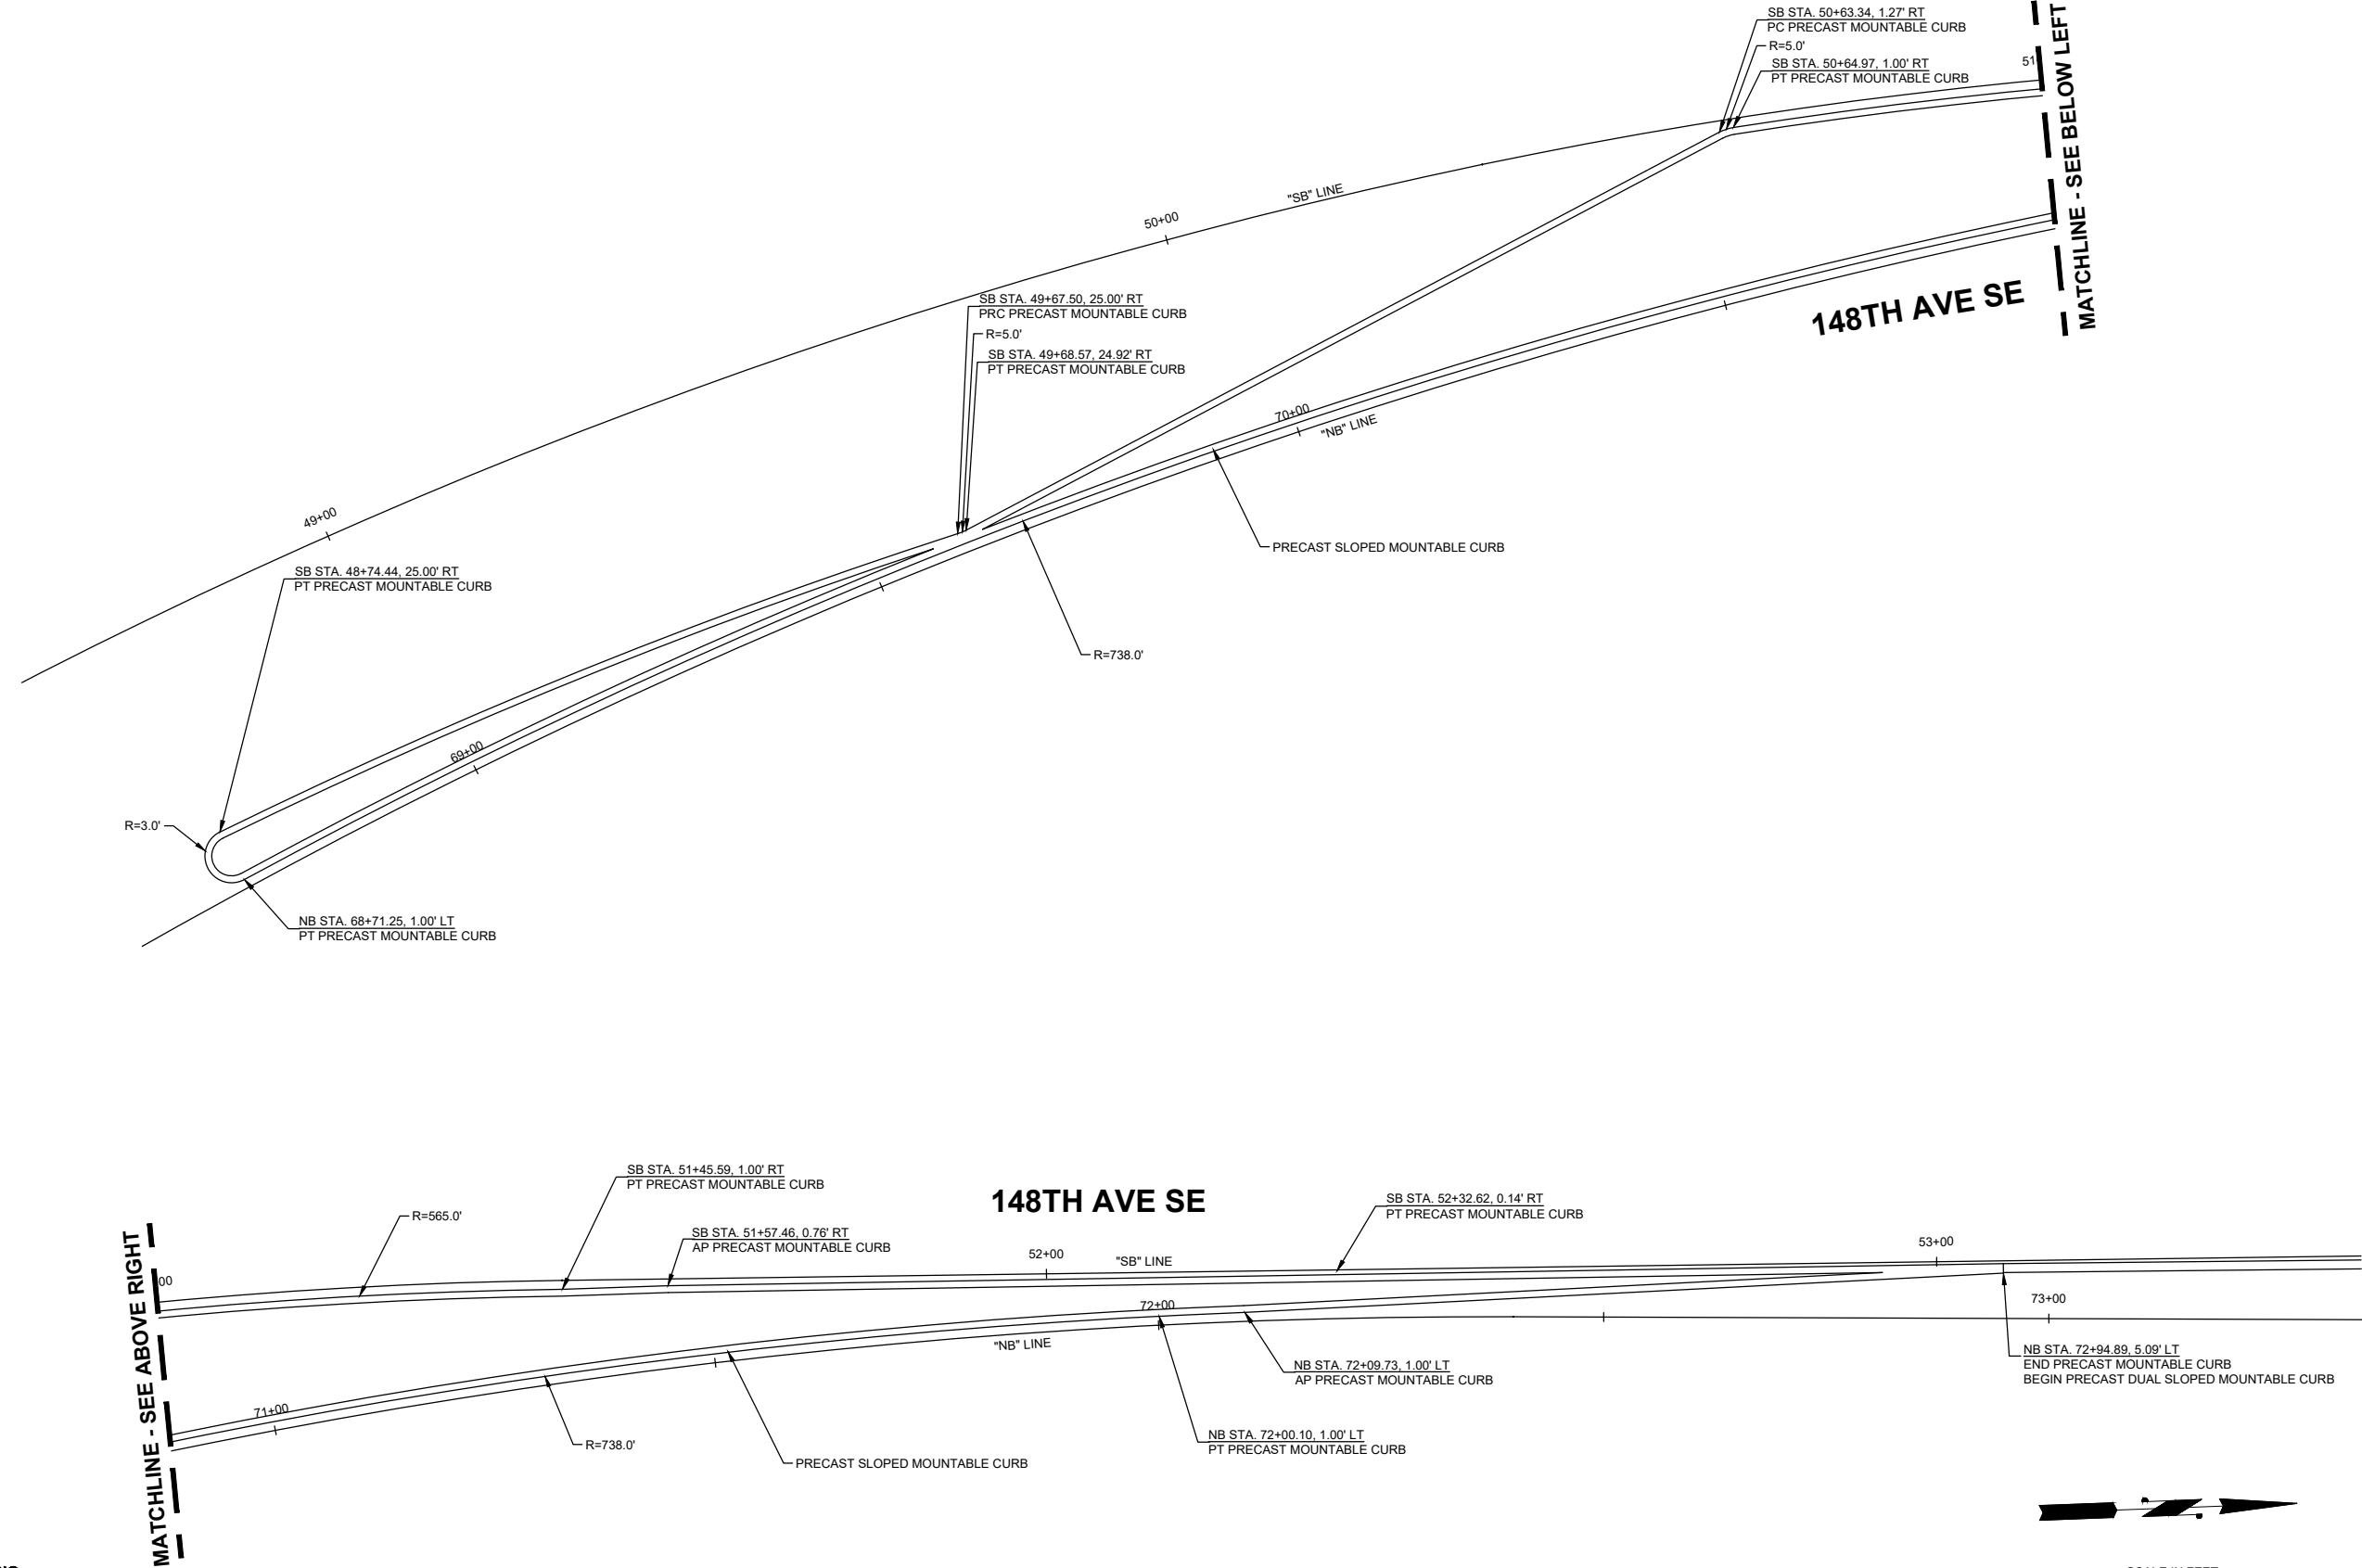 SB STA. 50+63.34, 1.27' RT
PC PRECAST MOUNTABLE CURB
R=5.0'
SB STA. 50+64.97, 1.00' RT
PT PRECAST MOUNTABLE CURB
51
MATCHLINE - SEE BELOW LEFT
"SB" LINE
50+00
SB STA. 49+67.50, 25.00' RT
PRC PRECAST MOUNTABLE CURB
R=5.0'
SB STA. 49+68.57, 24.92' RT
PT PRECAST MOUNTABLE CURB
148TH AVE SE
70+00
"NB" LINE
49+00
PRECAST SLOPED MOUNTABLE CURB
SB STA. 48+74.44, 25.00' RT
PT PRECAST MOUNTABLE CURB
R=738.0'
69+00
R=3.0'
NB STA. 68+71.25, 1.00' LT
PT PRECAST MOUNTABLE CURB
MATCHLINE - SEE ABOVE RIGHT
SB STA. 51+45.59, 1.00' RT
PT PRECAST MOUNTABLE CURB
148TH AVE SE
R=565.0'
SB STA. 52+32.62, 0.14' RT
PT PRECAST MOUNTABLE CURB
SB STA. 51+57.46, 0.76' RT
AP PRECAST MOUNTABLE CURB
52+00
"SB" LINE
53+00
00
72+00
73+00
"NB" LINE
NB STA. 72+09.73, 1.00' LT
AP PRECAST MOUNTABLE CURB
NB STA. 72+94.89, 5.09' LT
END PRECAST MOUNTABLE CURB
BEGIN PRECAST DUAL SLOPED MOUNTABLE CURB
71+00
R=738.0'
NB STA. 72+00.10, 1.00' LT
PT PRECAST MOUNTABLE CURB
PRECAST SLOPED MOUNTABLE CURB